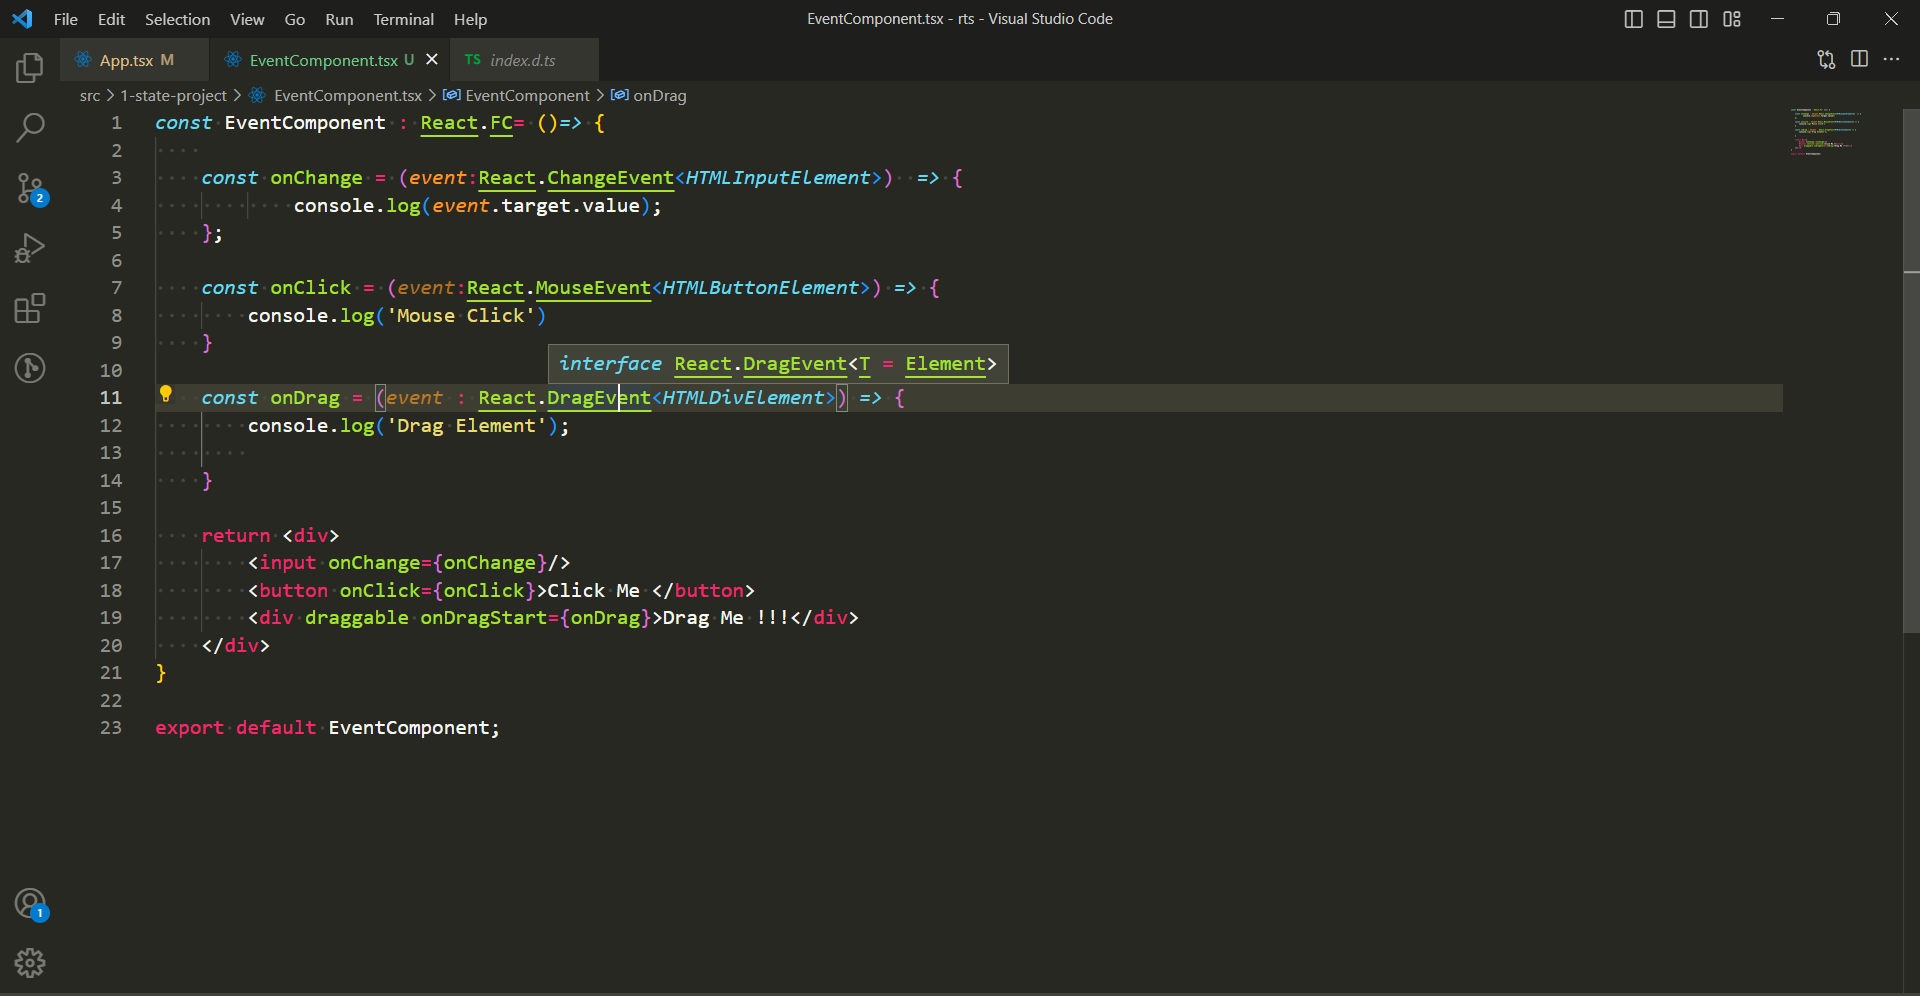 File Edit Selection View Go Run Terminal Help
EventComponent.tsx - rts - Visual Studio Code
App.tsx M
EventComponent.tsx U
TS index.d.ts
src > 1-state-project > EventComponent.tsx > EventComponent > onDrag
1 const EventComponent : React.FC= ()=> {
2
3 const onChange = (event:React.ChangeEvent<HTMLInputElement>)  => {
4 console.log(event.target.value);
5 };
6
7 const onClick = (event:React.MouseEvent<HTMLButtonElement>) => {
8 console.log('Mouse Click')
9 }
interface React.DragEvent<T = Element>
10
11 const onDrag = (event : React.DragEvent<HTMLDivElement>) => {
12 console.log('Drag Element');
13
14 }
15
16 return <div>
17 <input onChange={onChange}/>
18 <button onClick={onClick}>Click Me </button>
19 <div draggable onDragStart={onDrag}>Drag Me !!!</div>
20 </div>
21 }
22
23 export default EventComponent;
2
1